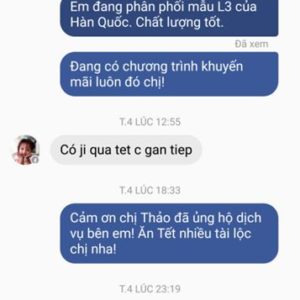 Em đang phân phối mẫu L3 của
Hàn Quốc. Chất lượng tốt.
Đã xem
Đang có chương trình khuyến
mãi luôn đó chị!
T.4 LÚC 12:55
Có ji qua tet c gan tiep
T.4 LÚC 18:33
Cảm ơn chị Thảo đã ủng hộ dịch
vụ bên em! Ăn Tết nhiều tài lộc
chị nha!
T.4 LÚC 23:19